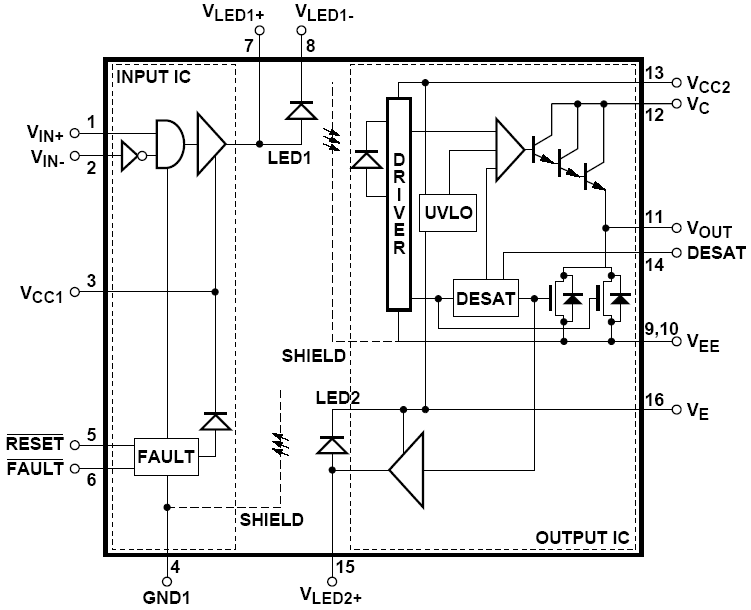 VLED1+
VLED1-
7
8
INPUT IC
13
VCC2
VC
12
1
VIN+
VIN-
2
LED1
DRIVER
UVLO
11
VOUT
DESAT
14
3
VCC1
DESAT
9,10
VEE
SHIELD
LED2
16
VE
RESET
5
FAULT
FAULT
6
SHIELD
OUTPUT IC
4
15
GND1
VLED2+